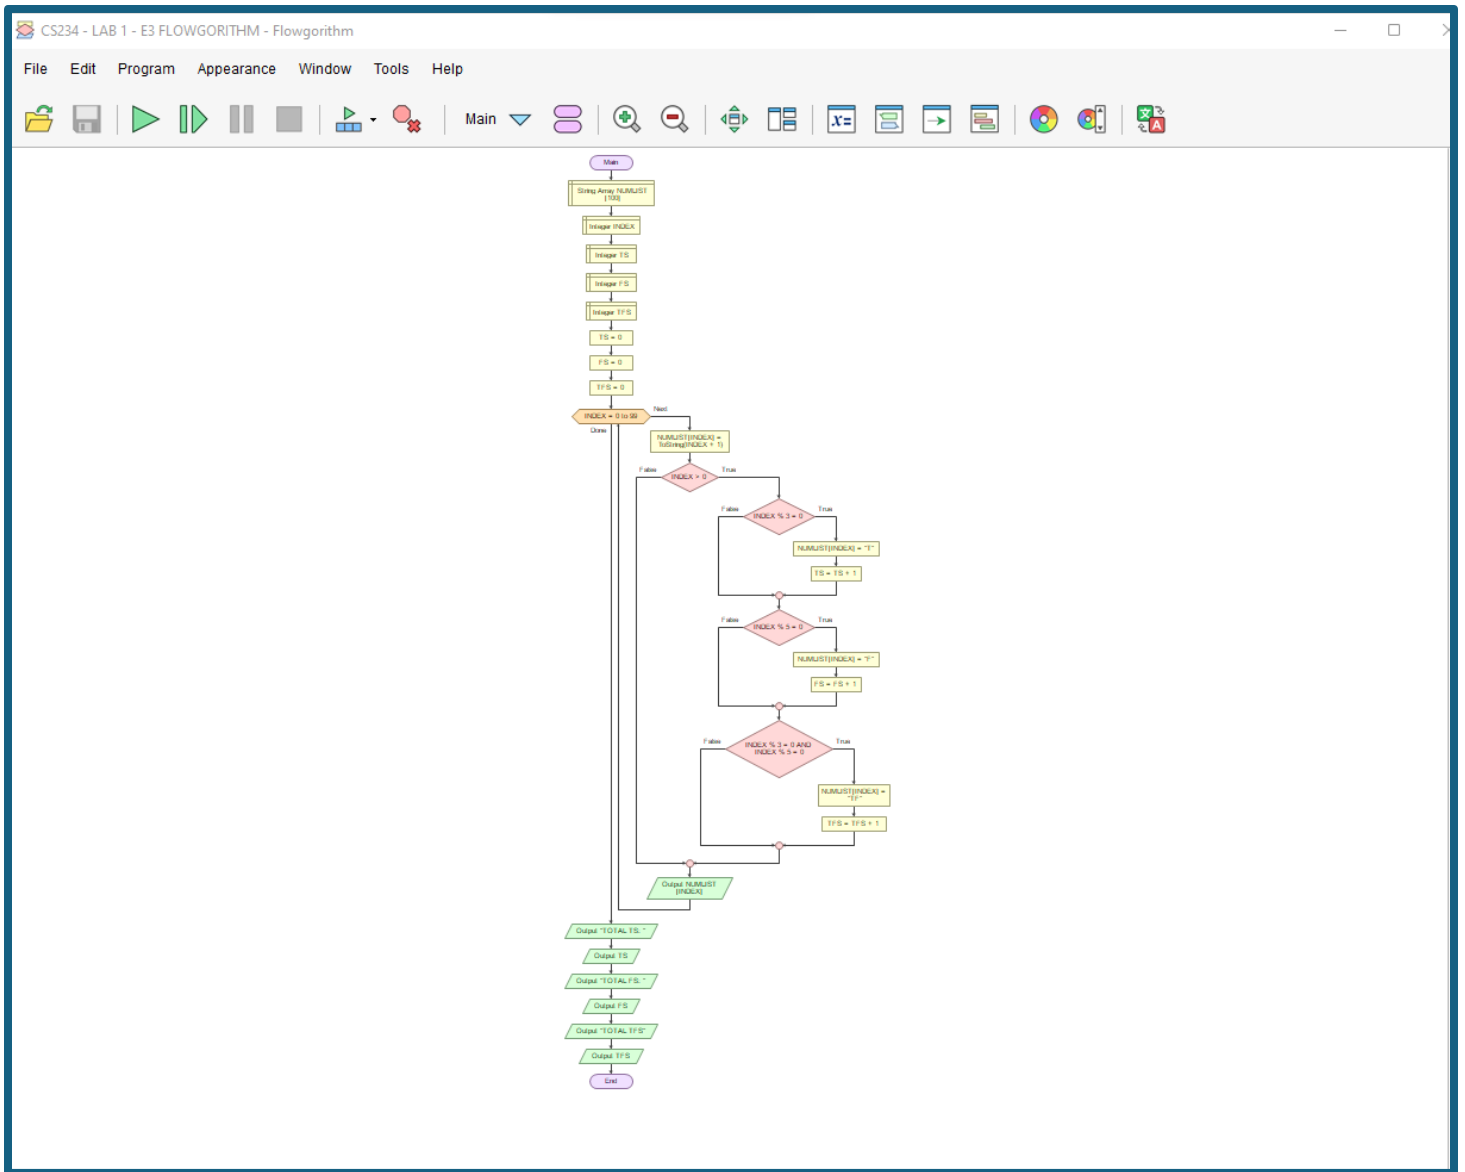 CS234 - LAB 1 - E3 FLOWGORITHM - Flowgorithm
File Edit Program Appearance Window Tools Help
x=
Main
文
A
Main
String Array NUMLIST
[100]
Integer INDEX
Integer TS
Integer FS
Integer TFS
TS = 0
FS = 0
TFS = 0
INDEX = 0 to 99
Next
Done
NUMLIST[INDEX] =
ToString(INDEX + 1)
False
True
INDEX > 0
False
True
INDEX % 3 = 0
NUMLIST[INDEX] = "T"
TS = TS + 1
False
True
INDEX % 5 = 0
NUMLIST[INDEX] = "F"
FS = FS + 1
False
True
INDEX % 3 = 0 AND
INDEX % 5 = 0
NUMLIST[INDEX] =
"TF"
TFS = TFS + 1
Output NUMLIST
[INDEX]
Output "TOTAL TS: "
Output TS
Output "TOTAL FS: "
Output FS
Output "TOTAL TFS"
Output TFS
End